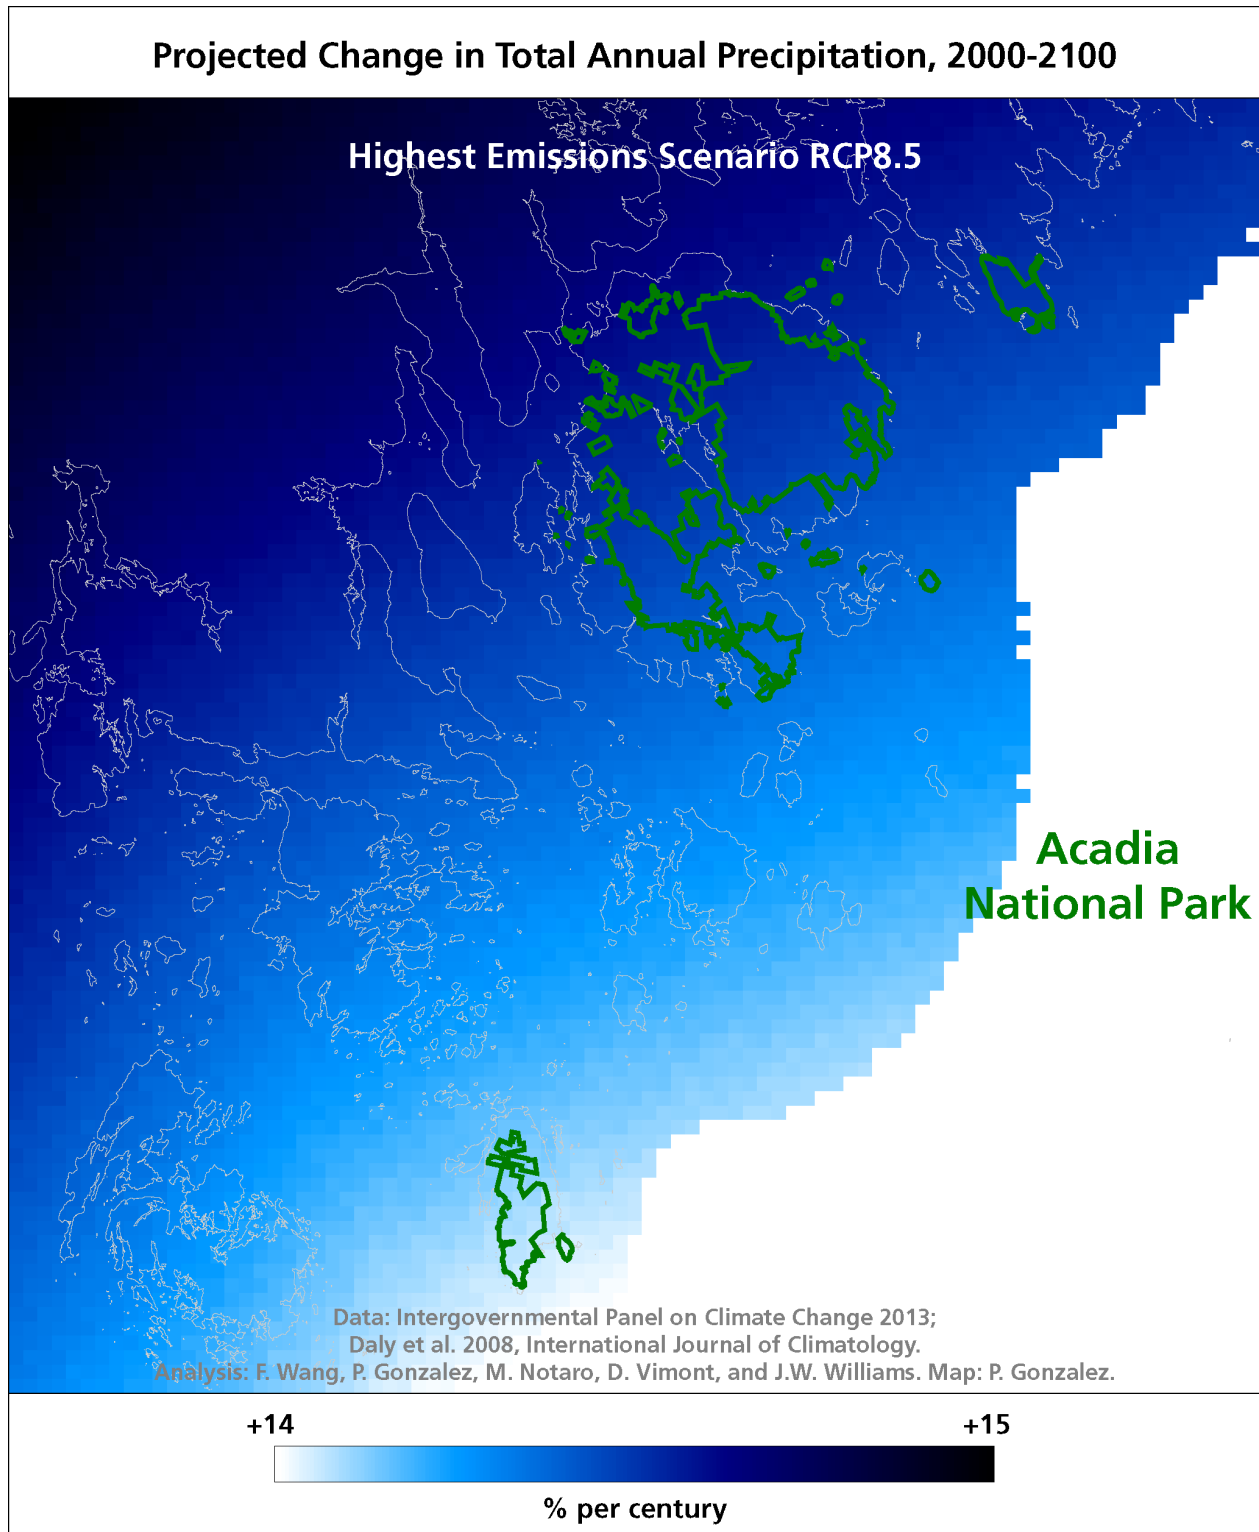 Projected Change in Total Annual Precipitation, 2000-2100
Highest Emissions Scenario RCP8.5
Acadia
National Park
Data: Intergovernmental Panel on Climate Change 2013;
Daly et al. 2008, International Journal of Climatology.
Analysis: F. Wang, P. Gonzalez, M. Notaro, D. Vimont, and J.W. Williams. Map: P. Gonzalez.
+14 +15
% per century